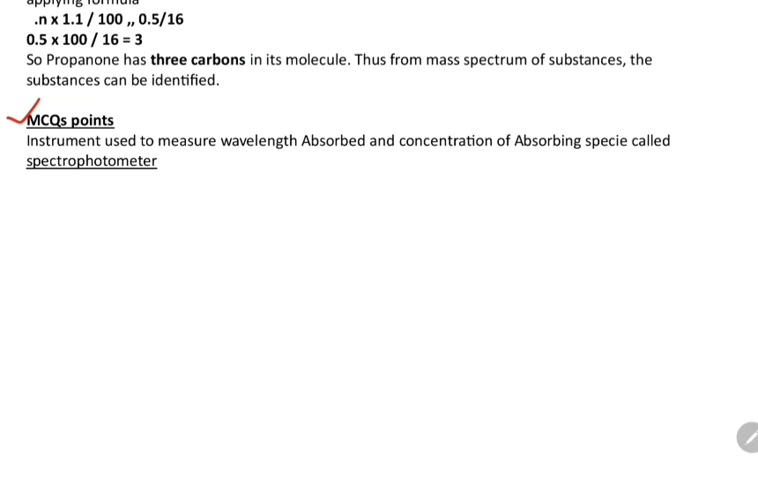 applying formula
.n x 1.1 / 100 ,, 0.5/16
0.5 x 100 / 16 = 3
So Propanone has three carbons in its molecule. Thus from mass spectrum of substances, the
substances can be identified.
MCQs points
Instrument used to measure wavelength Absorbed and concentration of Absorbing specie called
spectrophotometer